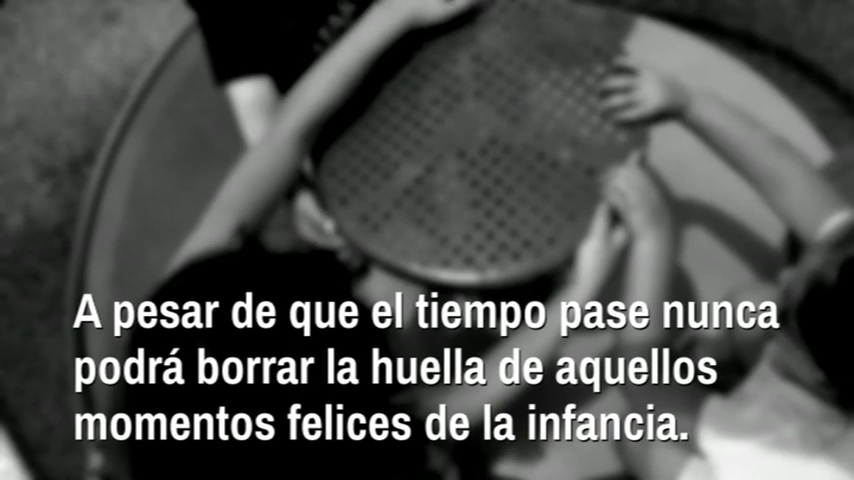 A pesar de que el tiempo pase nunca
podrá borrar la huella de aquellos
momentos felices de la infancia.